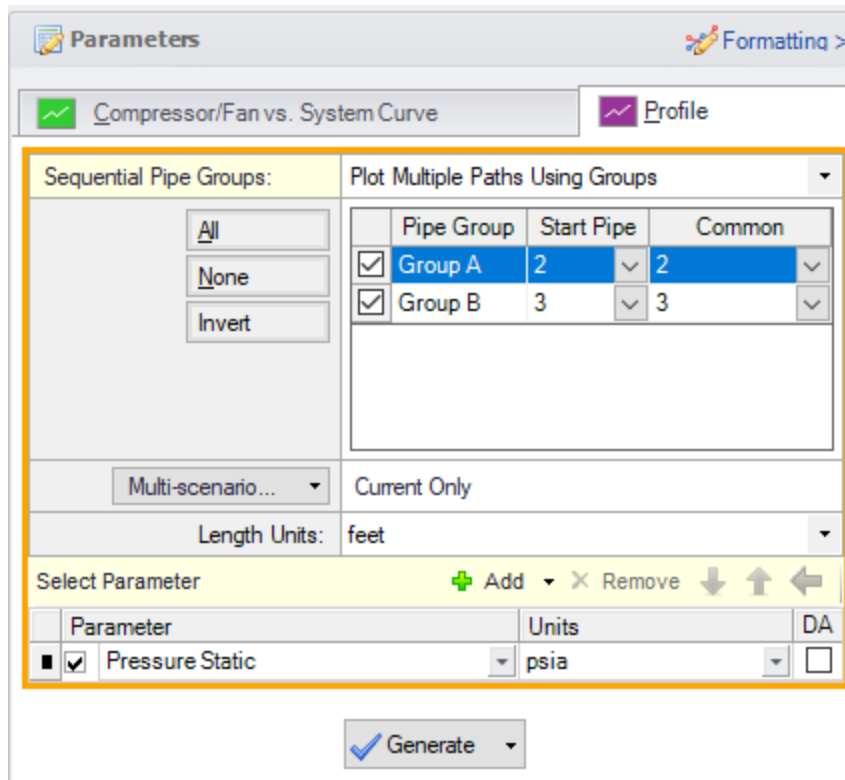 Parameters
Formatting >
Compressor/Fan vs. System Curve
Profile
Sequential Pipe Groups:
Plot Multiple Paths Using Groups
All
None
Invert
Pipe Group Start Pipe Common
Group A 2 2
Group B 3 3
Multi-scenario...
Current Only
Length Units:
feet
Select Parameter
Add
Remove
Parameter Units DA
Pressure Static psia
Generate